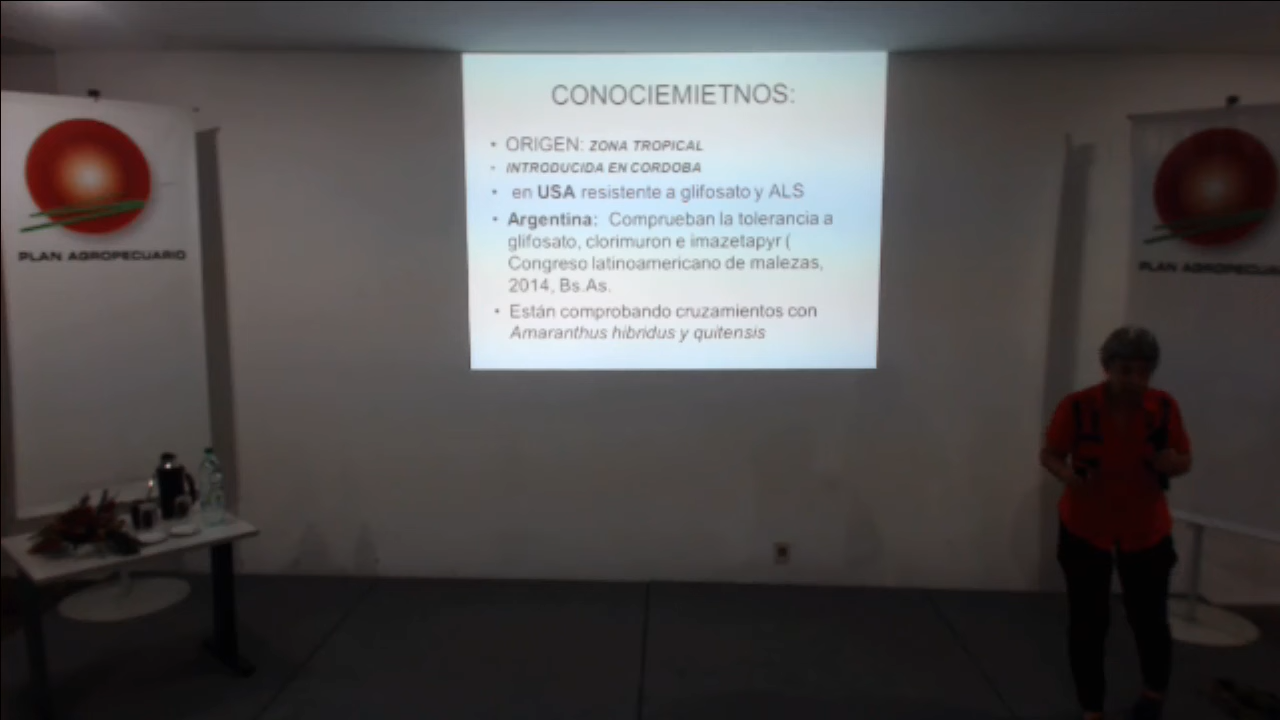 CONOCIEMIETNOS:
• ORIGEN: ZONA TROPICAL
• INTRODUCIDA EN CORDOBA
• en USA resistente a glifosato y ALS
• Argentina: Comprueban la tolerancia a
glifosato, clorimuron e imazetapyr (
Congreso latinoamericano de malezas,
2014, Bs.As.
• Están comprobando cruzamientos con
Amaranthus hibridus y quitensis
PLAN AGROPECUARIO
PLAN AGROPECUAR